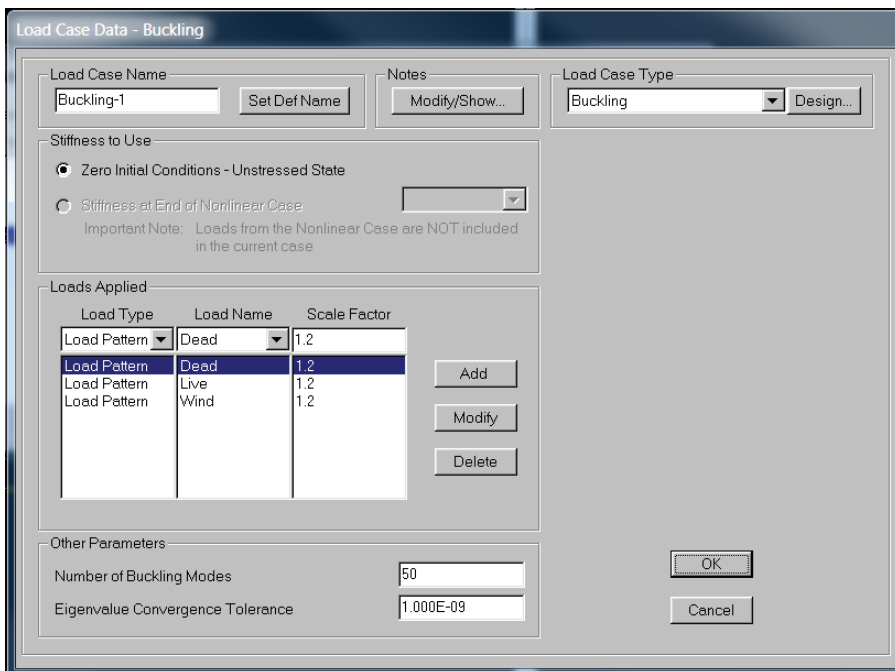 Load Case Data - Buckling
Load Case Name
Buckling-1
Set Def Name
Notes
Modify/Show...
Load Case Type
Buckling
Design...
Stiffness to Use
Zero Initial Conditions - Unstressed State
Stiffness at End of Nonlinear Case
Important Note: Loads from the Nonlinear Case are NOT included
in the current case
Loads Applied
Load Type Load Name Scale Factor
Load Pattern Dead 1.2
Load Pattern Dead 1.2
Load Pattern Live 1.2
Load Pattern Wind 1.2
Add
Modify
Delete
Other Parameters
Number of Buckling Modes 50
Eigenvalue Convergence Tolerance 1.000E-09
OK
Cancel